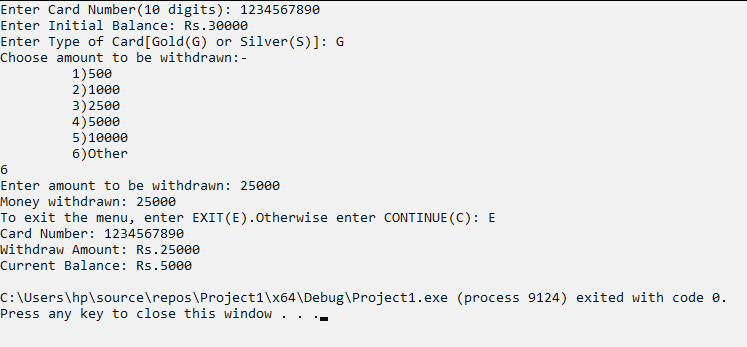 Enter Card Number(10 digits): 1234567890
Enter Initial Balance: Rs.30000
Enter Type of Card[Gold(G) or Silver(S)]: G
Choose amount to be withdrawn:-
1)500
2)1000
3)2500
4)5000
5)10000
6)Other
6
Enter amount to be withdrawn: 25000
Money withdrawn: 25000
To exit the menu, enter EXIT(E).Otherwise enter CONTINUE(C): E
Card Number: 1234567890
Withdraw Amount: Rs.25000
Current Balance: Rs.5000
C:\Users\hp\source\repos\Project1\x64\Debug\Project1.exe (process 9124) exited with code 0.
Press any key to close this window . . .